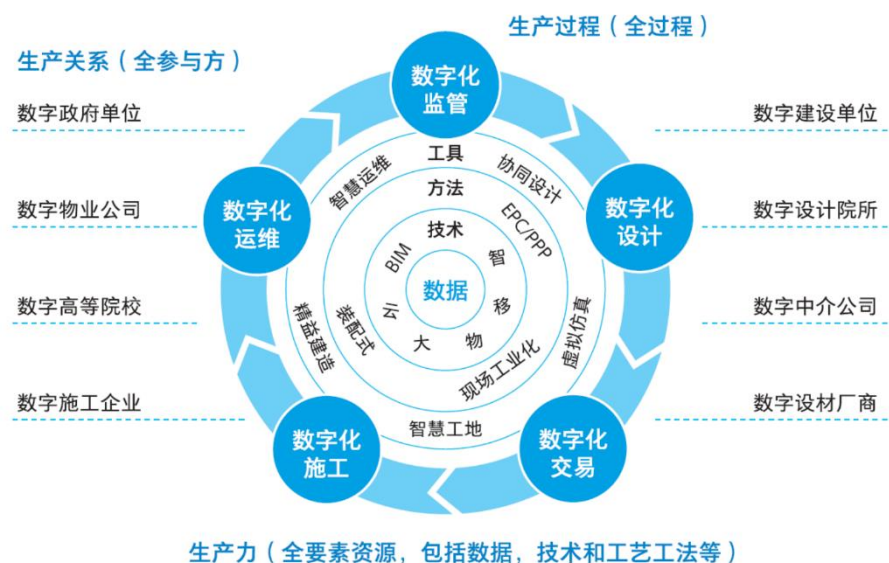 生产过程（全过程）
生产关系（全参与方）
数字政府单位
数字物业公司
数字高等院校
数字施工企业
数字建设单位
数字设计院所
数字中介公司
数字设材厂商
数字化
监管
数字化
设计
数字化
交易
数字化
施工
数字化
运维
工具
智慧运维
协同设计
虚拟仿真
智慧工地
精益建造
方法
EPC/PPP
现场工业化
装配式
技术
BIM
智
移
物
大
云
数据
生产力（全要素资源，包括数据，技术和工艺工法等）